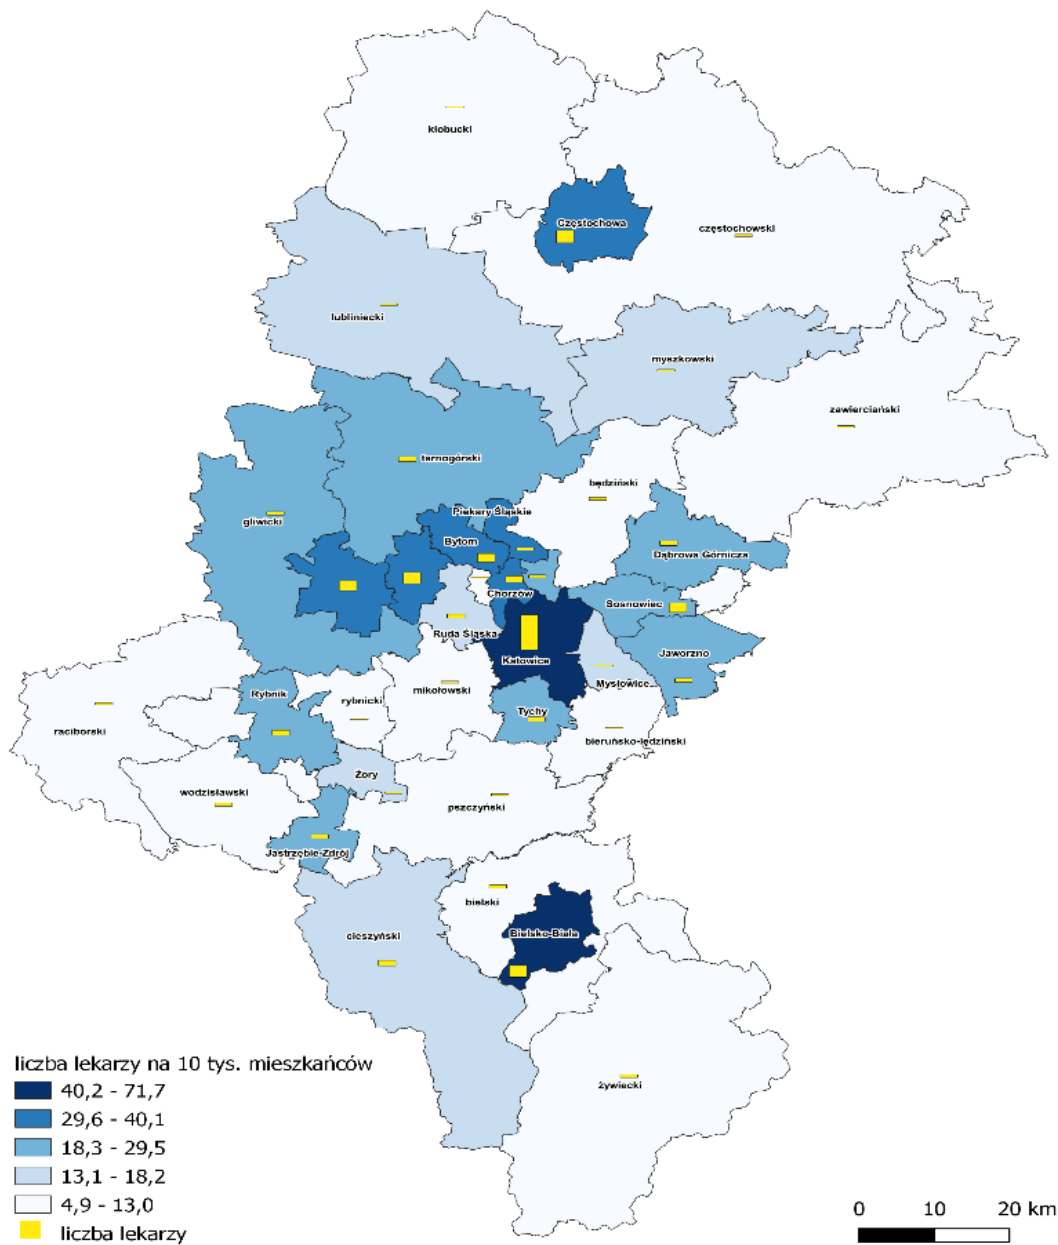 kłobucki
Częstochowa
częstochowski
lubliniecki
myszkowski
zawierciański
tarnogórski
będziński
gliwicki
Piekary Śląskie
Bytom
Dąbrowa Górnicza
Chorzów
Sosnowiec
Ruda Śląska
Katowice
Jaworzno
Mysłowice
Rybnik
rybnicki
mikołowski
Tychy
raciborski
bieruńsko-lędziński
Żory
wodzisławski
pszczyński
Jastrzębie-Zdrój
bielski
cieszyński
Bielsko-Biała
żywiecki
liczba lekarzy na 10 tys. mieszkańców
40,2 - 71,7
29,6 - 40,1
18,3 - 29,5
13,1 - 18,2
4,9 - 13,0
liczba lekarzy
0 10 20 km